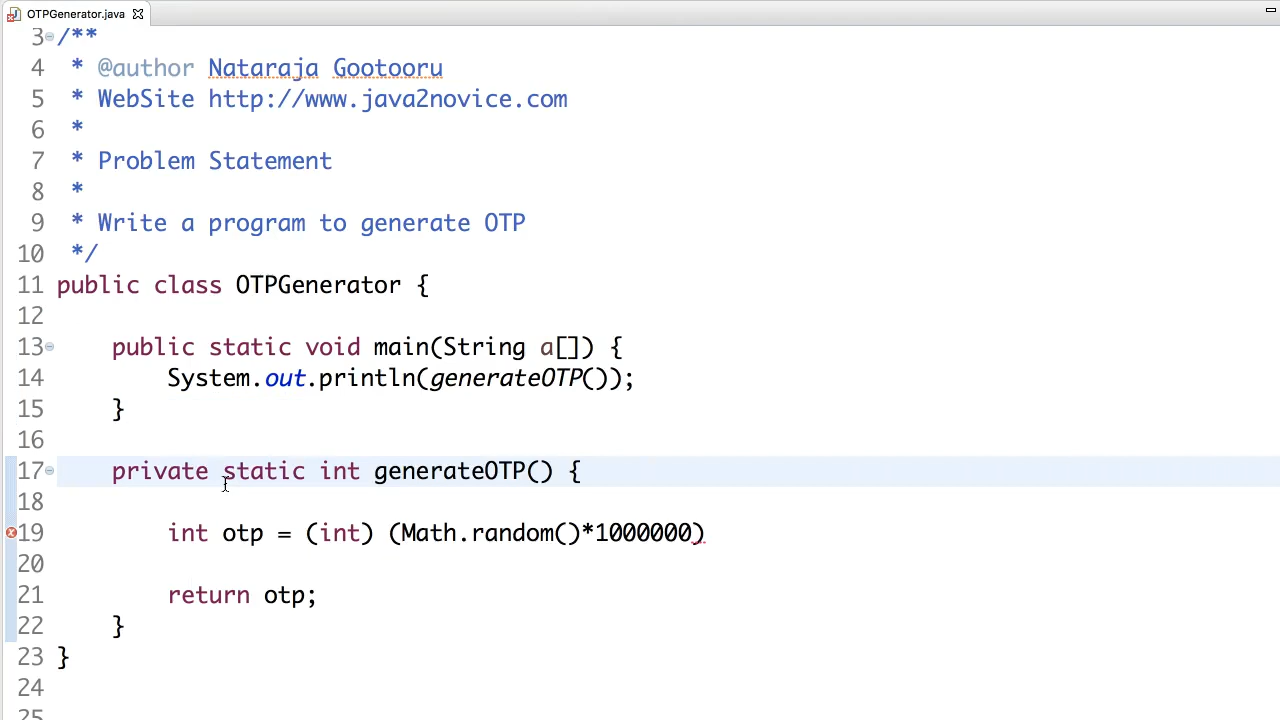 OTPGenerator.java
3 /**
4 * @author Nataraja Gootooru
5 * WebSite http://www.java2novice.com
6 *
7 * Problem Statement
8 *
9 * Write a program to generate OTP
10 */
11 public class OTPGenerator {
12
13 public static void main(String a[]) {
14 System.out.println(generateOTP());
15 }
16
17 private static int generateOTP() {
18
19 int otp = (int) (Math.random()*1000000)
20
21 return otp;
22 }
23 }
24
25